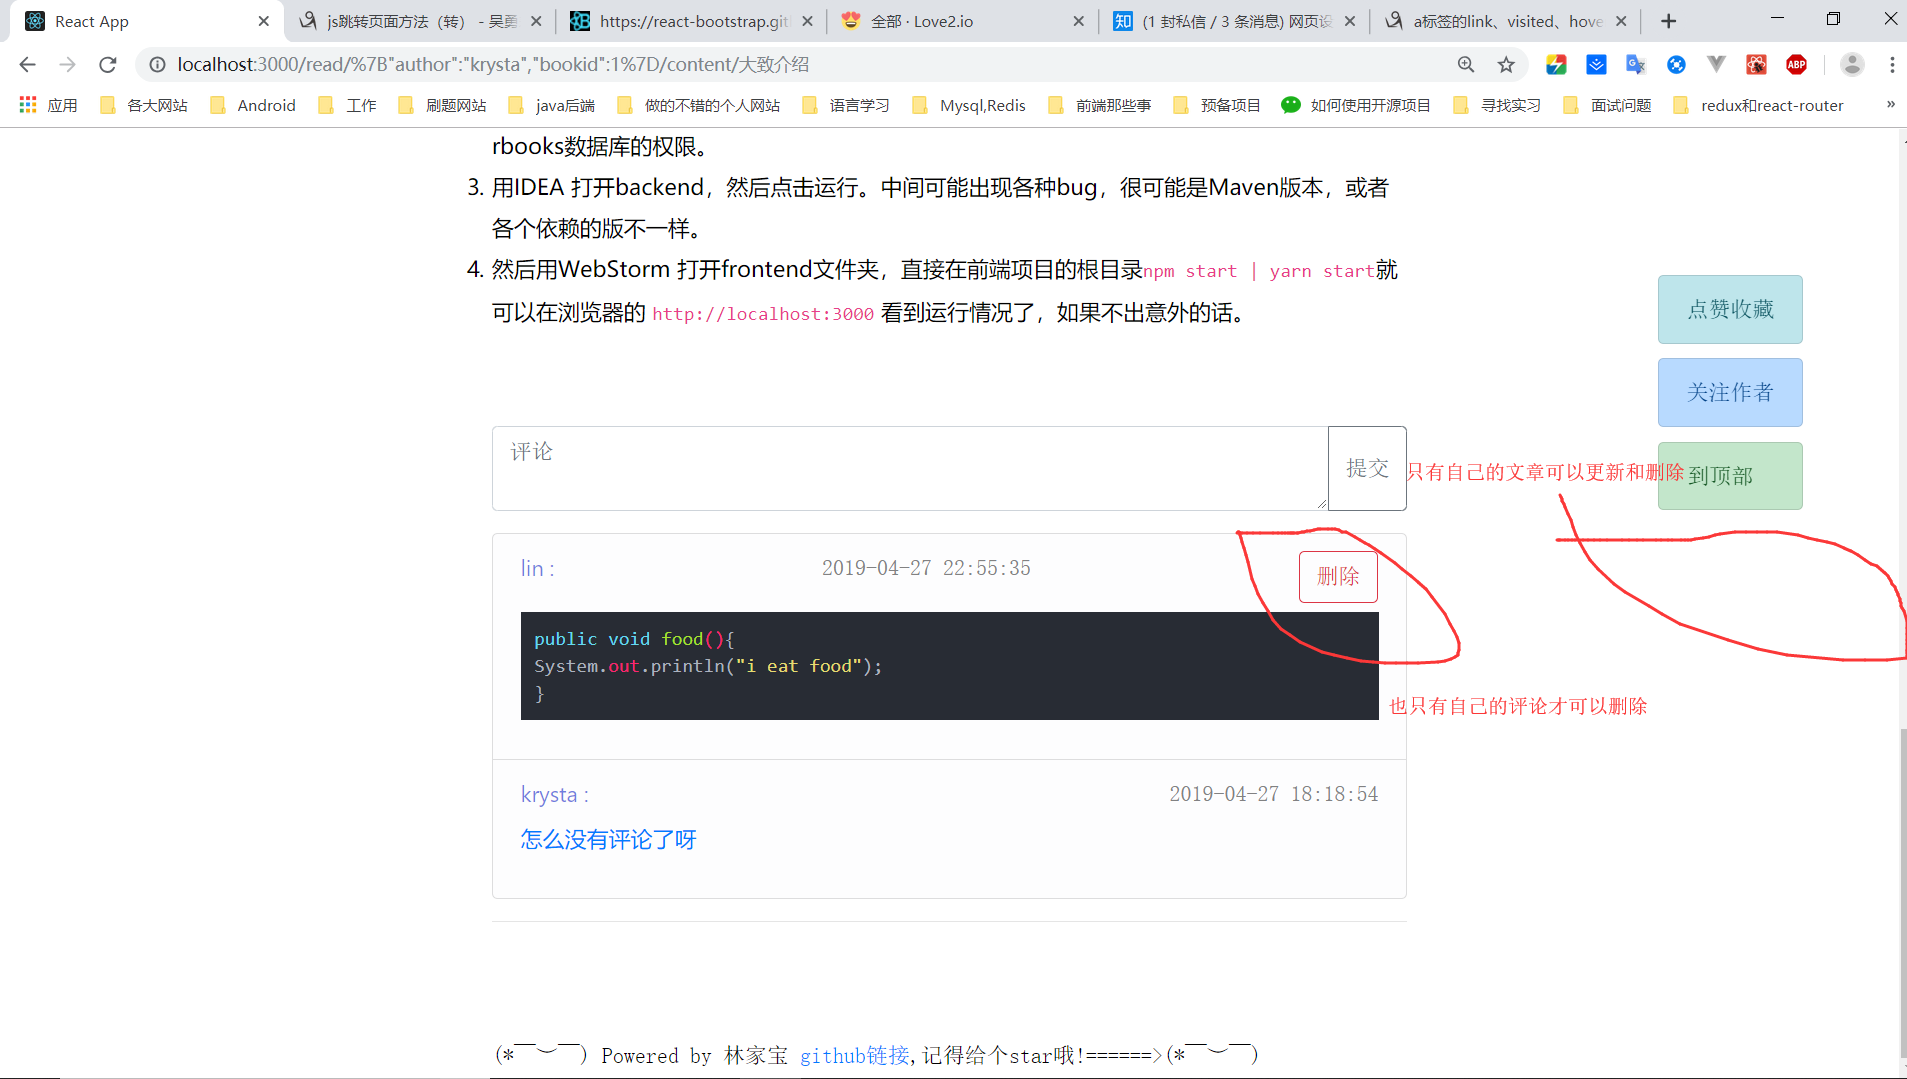 React App
js跳转页面方法（转） - 吴勇
https://react-bootstrap.git
全部 · Love2.io
知 (1 封私信 / 3 条消息) 网页设
a标签的link、visited、hove
localhost:3000/read/%7B"author":"krysta","bookid":1%7D/content/大致介绍
ABP
应用 各大网站 Android 工作 刷题网站 java后端 做的不错的个人网站 语言学习 Mysql,Redis 前端那些事 预备项目 如何使用开源项目 寻找实习 面试问题 redux和react-router »
rbooks数据库的权限。
3. 用IDEA 打开backend，然后点击运行。中间可能出现各种bug，很可能是Maven版本，或者
各个依赖的版不一样。
4. 然后用WebStorm 打开frontend文件夹，直接在前端项目的根目录npm start | yarn start就
可以在浏览器的 http://localhost:3000 看到运行情况了，如果不出意外的话。
点赞收藏
关注作者
到顶部
评论
提交
只有自己的文章可以更新和删除
lin :
2019-04-27 22:55:35
删除
public void food(){
System.out.println("i eat food");
}
也只有自己的评论才可以删除
krysta :
2019-04-27 18:18:54
怎么没有评论了呀
(*￣︶￣) Powered by 林家宝 github链接,记得给个star哦!======>(*￣︶￣)